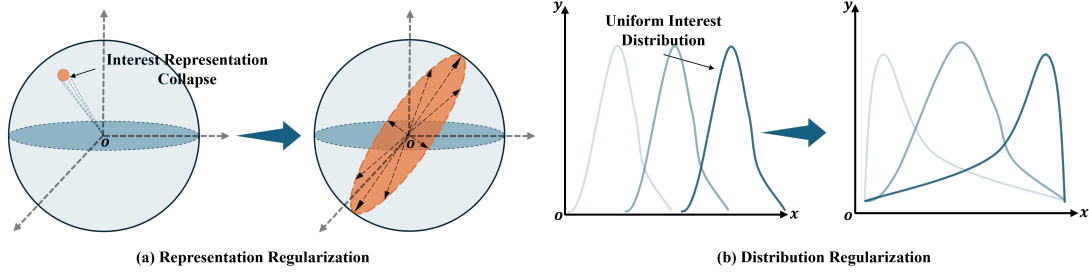 Interest Representation
Collapse
o
o
(a) Representation Regularization
y
Uniform Interest
Distribution
o
x
y
o
x
(b) Distribution Regularization